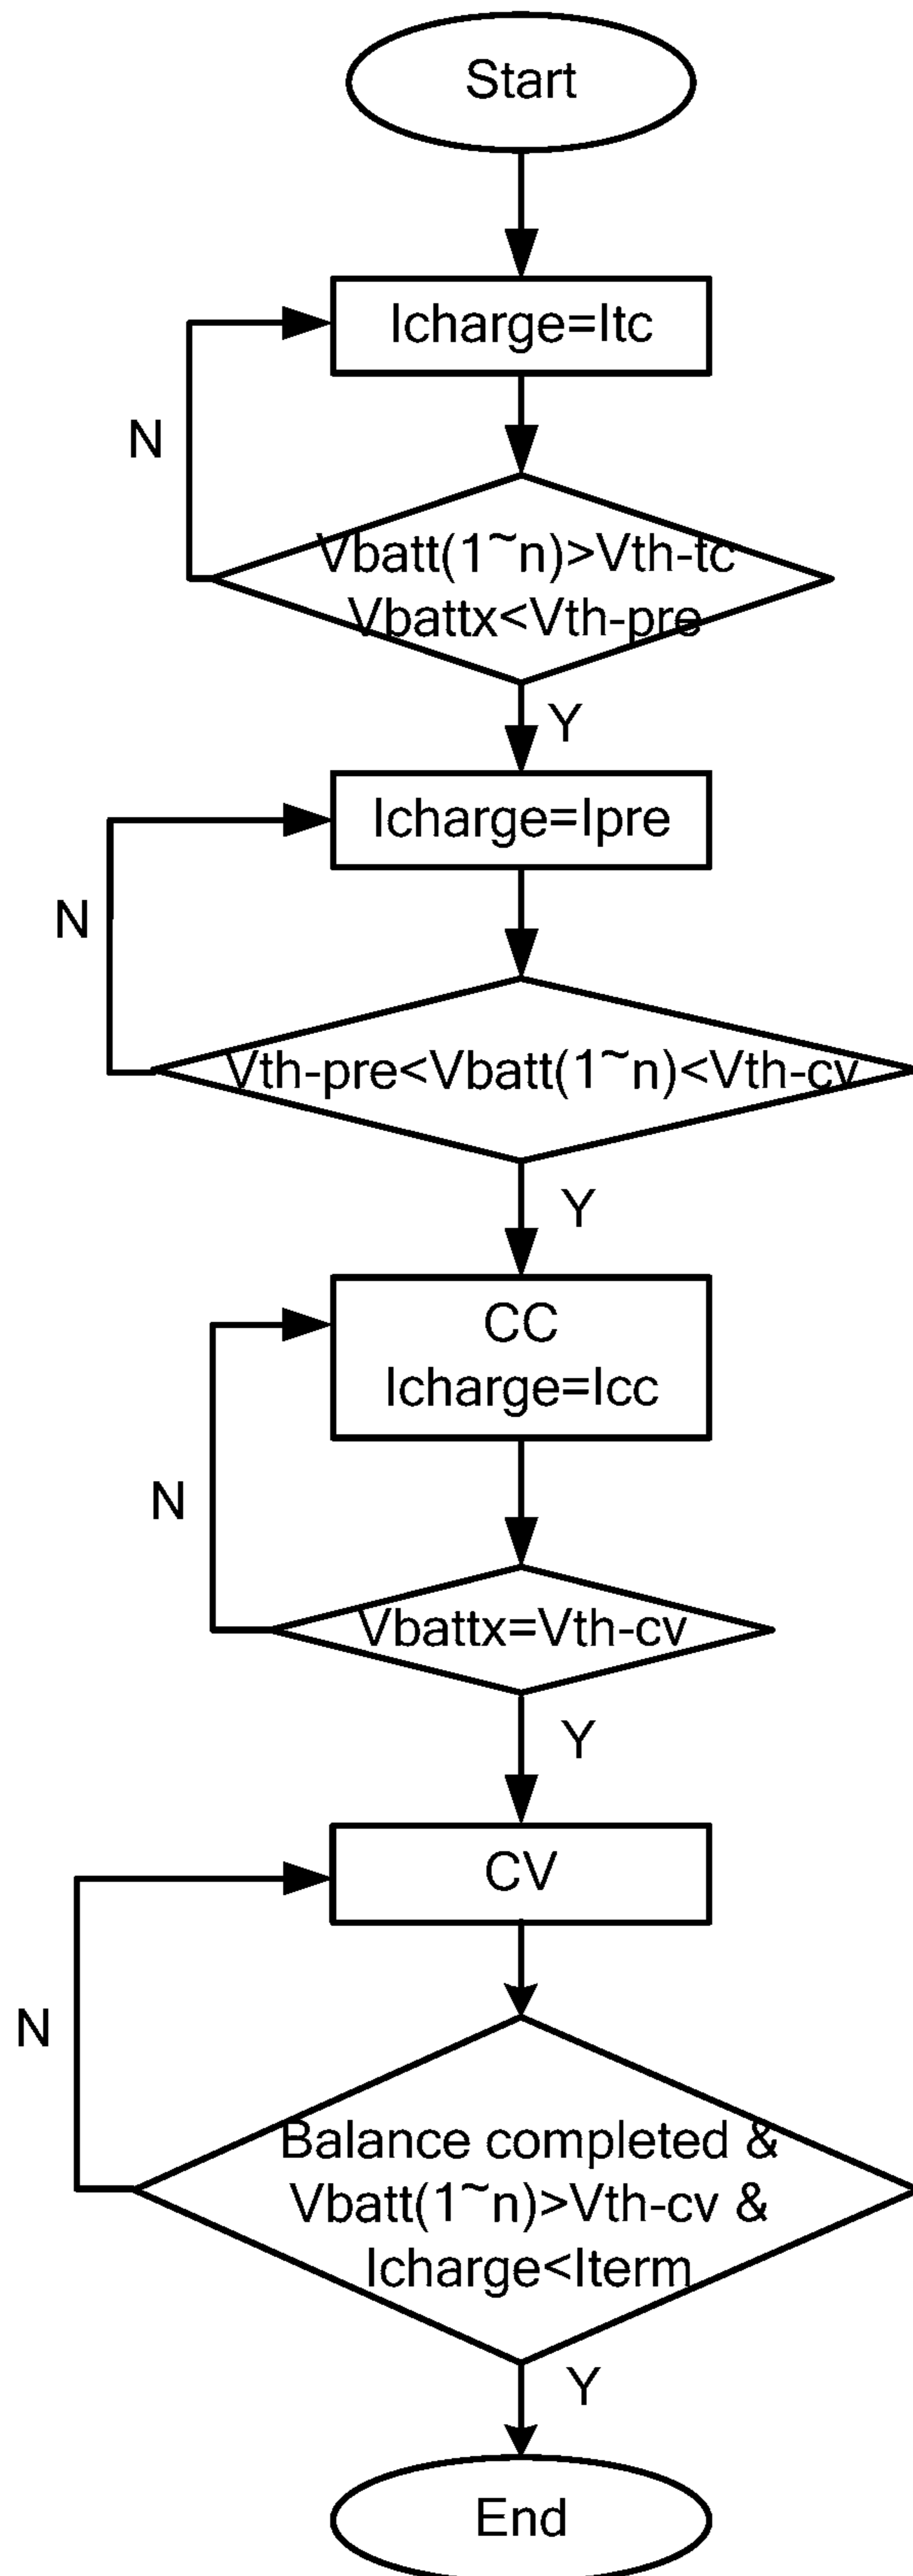 Start
Icharge=Itc
N
Vbatt(1~n)>Vth-tc
Vbattx<Vth-pre
Y
Icharge=Ipre
N
Vth-pre<Vbatt(1~n)<Vth-cv
Y
CC
Icharge=Icc
N
Vbattx=Vth-cv
Y
CV
N
Balance completed &
Vbatt(1~n)>Vth-cv &
Icharge<Iterm
Y
End